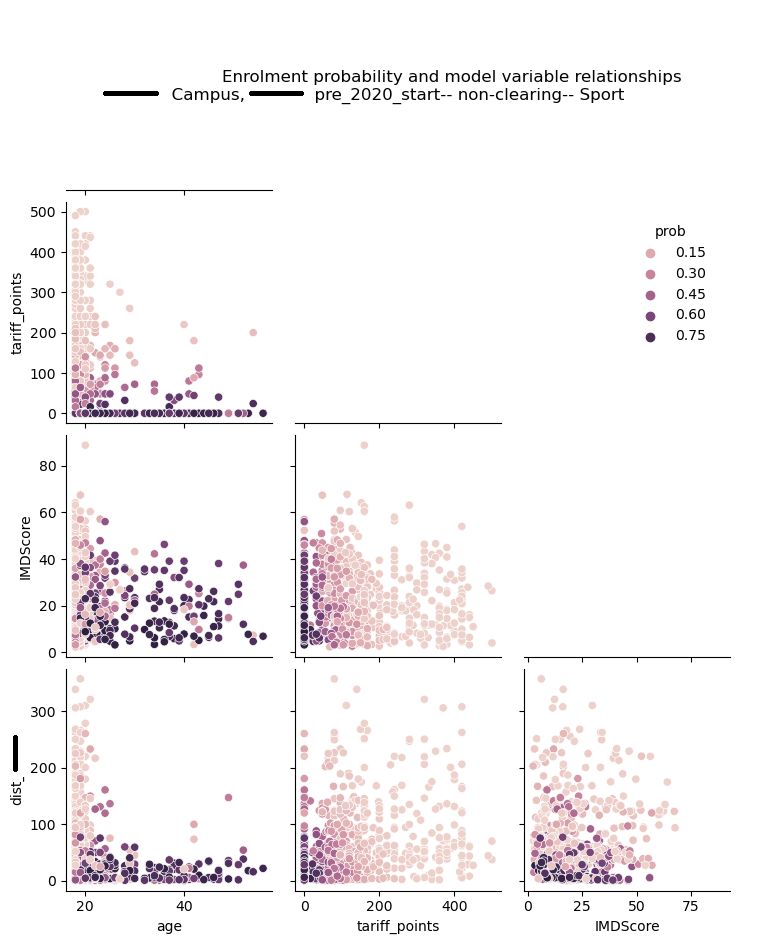 Enrolment probability and model variable relationships
Campus, pre_2020_start-- non-clearing-- Sport
500
400
300
200
100
0
tariff_points
prob
0.15
0.30
0.45
0.60
0.75
80
60
40
20
0
IMDScore
300
200
100
0
dist_
20 40
age
0 200 400
tariff_points
0 25 50 75
IMDScore